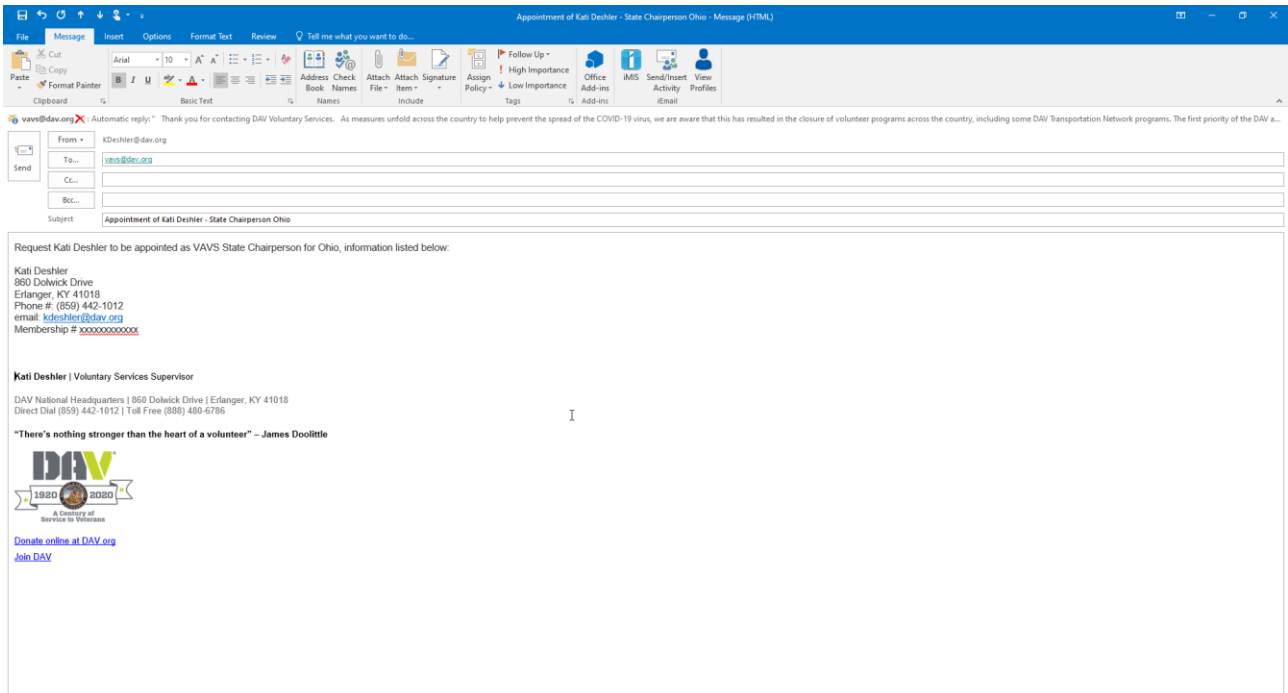 Appointment of Kati Deshler - State Chairperson Ohio - Message (HTML)
File Message Insert Options Format Text Review Tell me what you want to do...
Paste
Cut
Copy
Format Painter
Clipboard
Arial 10
B I U
Basic Text
Address Book
Check Names
Names
Attach File
Attach Item
Signature
Include
Assign Policy
Follow Up
High Importance
Low Importance
Tags
Office Add-ins
Add-ins
iMIS
Send/Insert Activity
View Profiles
iEmail
vavs@dav.org : Automatic reply: " Thank you for contacting DAV Voluntary Services. As measures unfold across the country to help prevent the spread of the COVID-19 virus, we are aware that this has resulted in the closure of volunteer programs across the country, including some DAV Transportation Network programs. The first priority of the DAV a...
Send
From KDeshler@dav.org
To... vavs@dav.org
Cc...
Bcc...
Subject Appointment of Kati Deshler - State Chairperson Ohio
Request Kati Deshler to be appointed as VAVS State Chairperson for Ohio, information listed below:
Kati Deshler
860 Dolwick Drive
Erlanger, KY 41018
Phone #: (859) 442-1012
email: kdeshler@dav.org
Membership # xxxxxxxxxxxx
Kati Deshler | Voluntary Services Supervisor
DAV National Headquarters | 860 Dolwick Drive | Erlanger, KY 41018
Direct Dial (859) 442-1012 | Toll Free (888) 480-6786
“There’s nothing stronger than the heart of a volunteer” – James Doolittle
DAV
1920 2020
A Century of
Service to Veterans
Donate online at DAV.org
Join DAV